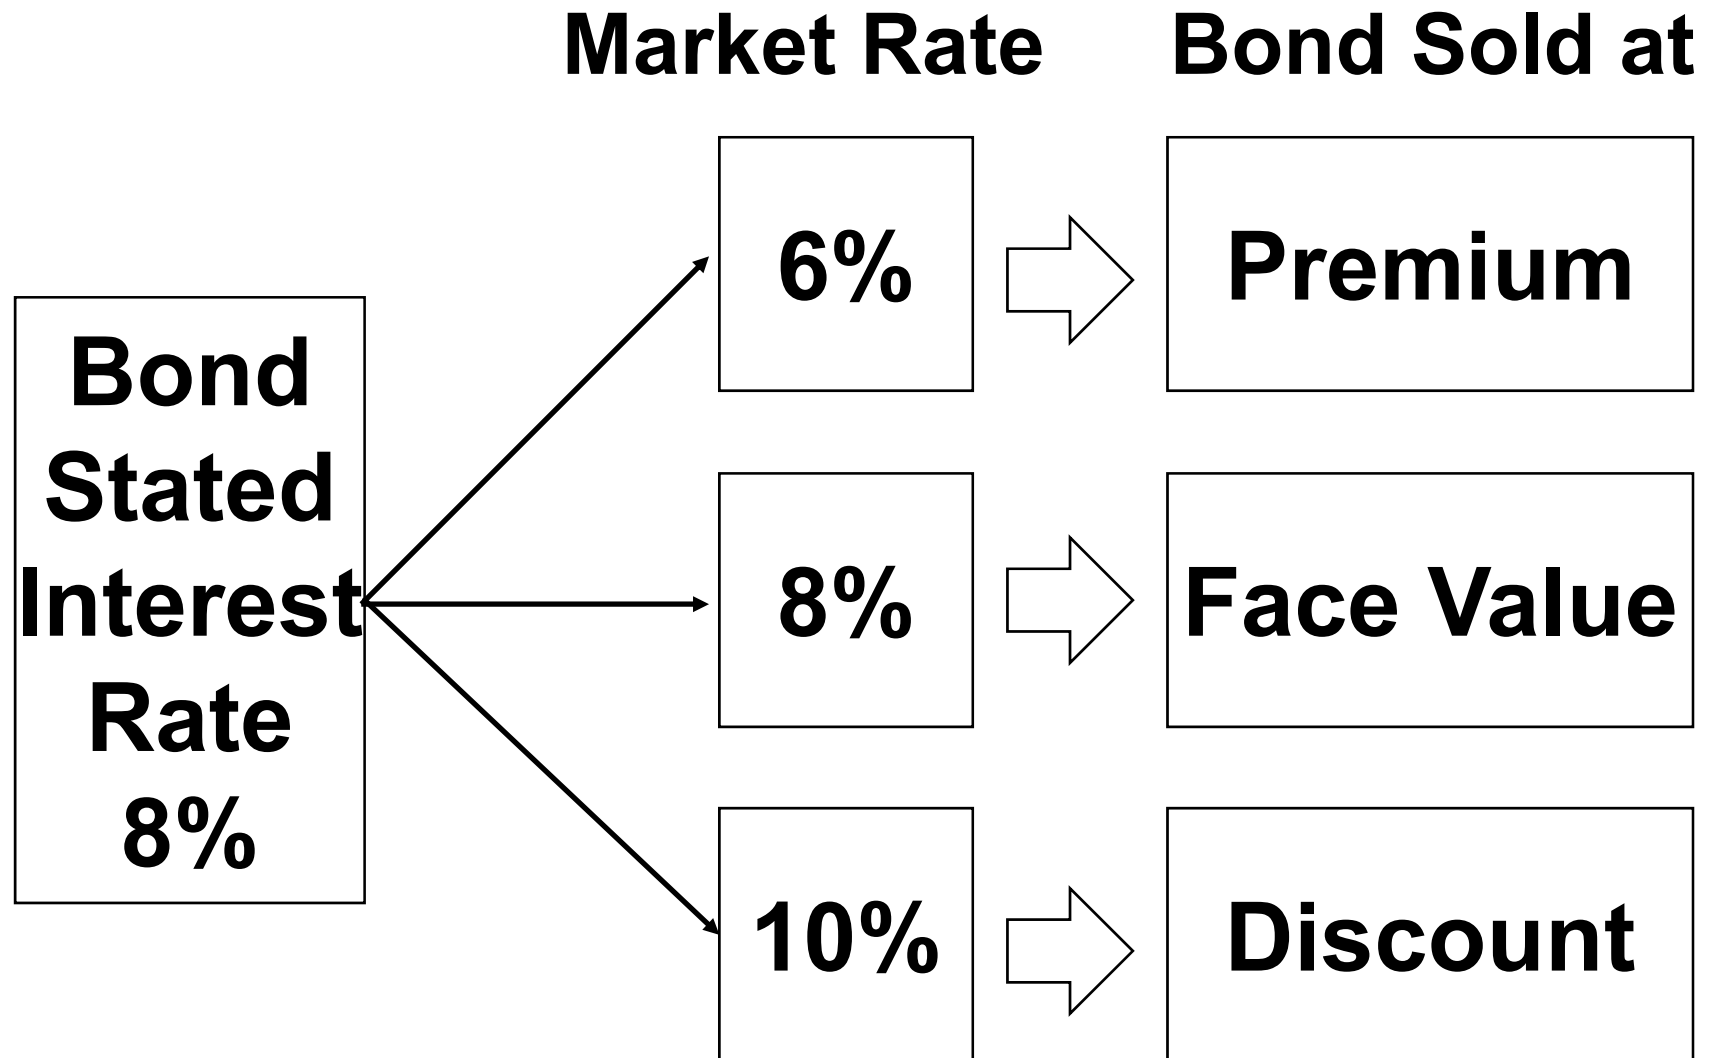 Market Rate
Bond Sold at
Bond
Stated
Interest
Rate
8%
6%
Premium
8%
Face Value
10%
Discount